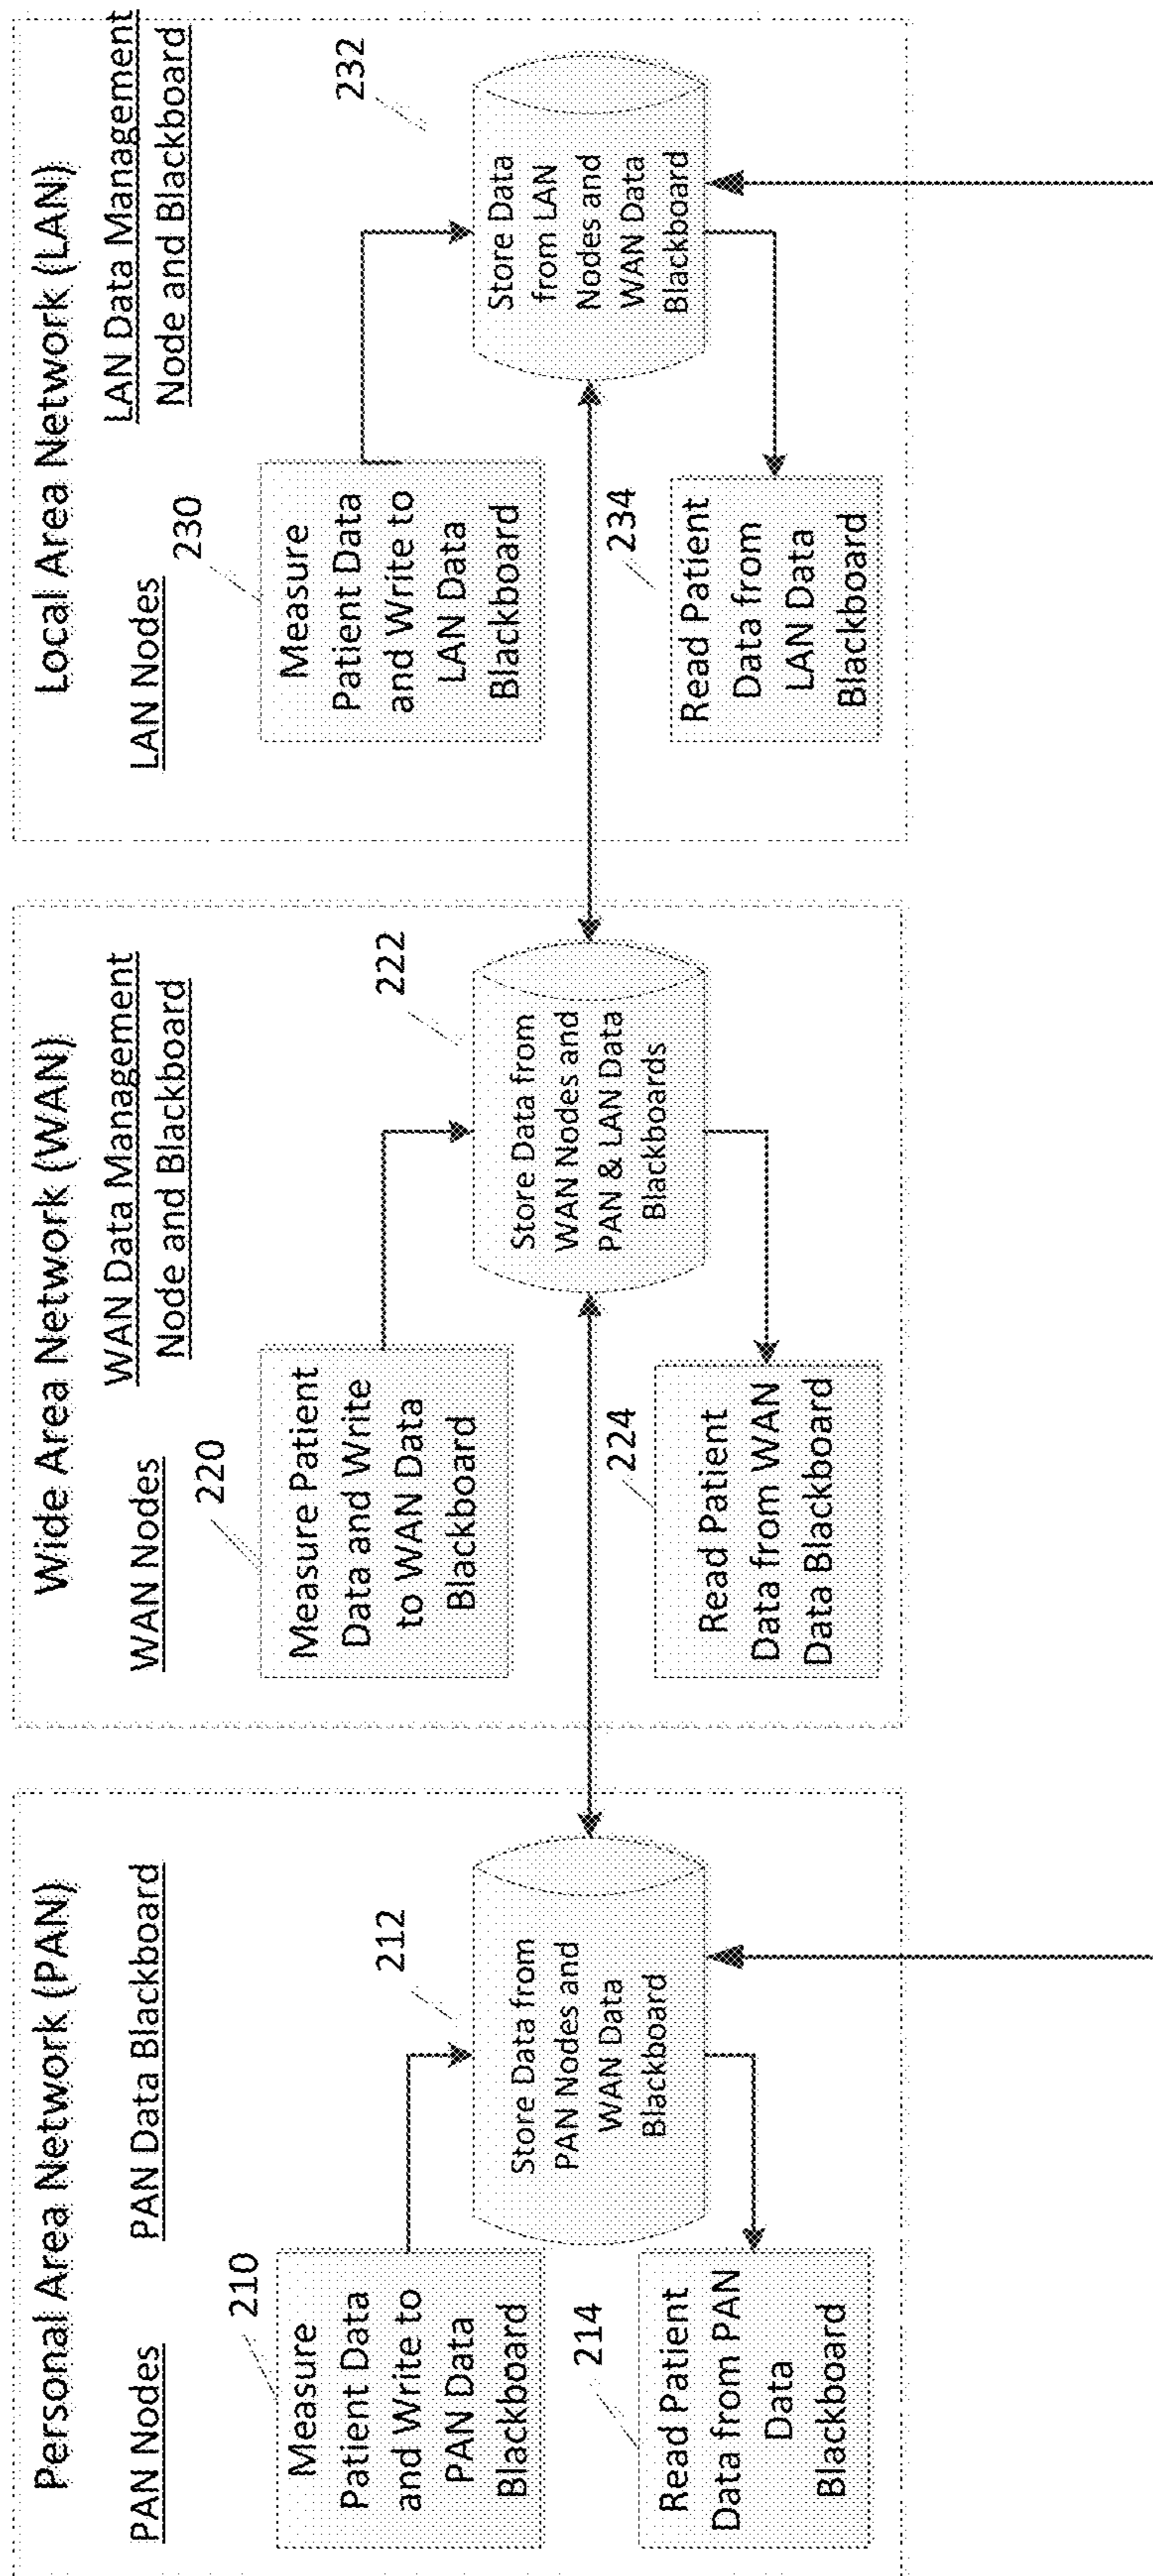 Personal Area Network (PAN)
PAN Nodes
PAN Data Blackboard
210
Measure
Patient Data
and Write to
PAN Data
Blackboard
212
Store Data from
PAN Nodes and
WAN Data
Blackboard
214
Read Patient
Data from PAN
Data
Blackboard
Wide Area Network (WAN)
WAN Nodes
WAN Data Management
Node and Blackboard
220
Measure Patient
Data and Write
to WAN Data
Blackboard
222
Store Data from
WAN Nodes and
PAN & LAN Data
Blackboards
224
Read Patient
Data from WAN
Data Blackboard
Local Area Network (LAN)
LAN Nodes
LAN Data Management
Node and Blackboard
230
Measure
Patient Data
and Write to
LAN Data
Blackboard
232
Store Data
from LAN
Nodes and
WAN Data
Blackboard
234
Read Patient
Data from
LAN Data
Blackboard